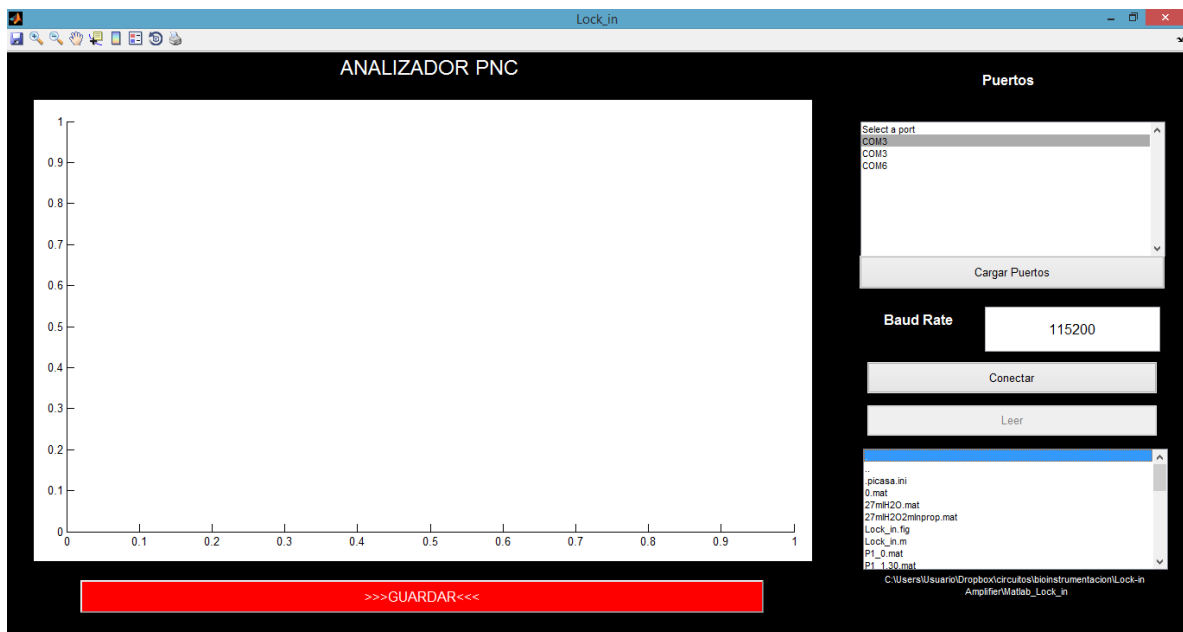 Lock_in
ANALIZADOR PNC
1
0.9
0.8
0.7
0.6
0.5
0.4
0.3
0.2
0.1
0
0 0.1 0.2 0.3 0.4 0.5 0.6 0.7 0.8 0.9 1
>>>GUARDAR<<<
Puertos
Select a port
COM3
COM3
COM6
Cargar Puertos
Baud Rate
115200
Conectar
Leer
.
..
.picasa.ini
0.mat
27mlH2O.mat
27mlH2O2mlnprop.mat
Lock_in.fig
Lock_in.m
P1_0.mat
P1_1.30.mat
C:\Users\Usuario\Dropbox\circuitos\bioinstrumentacion\Lock-in
Amplifier\Matlab_Lock_in